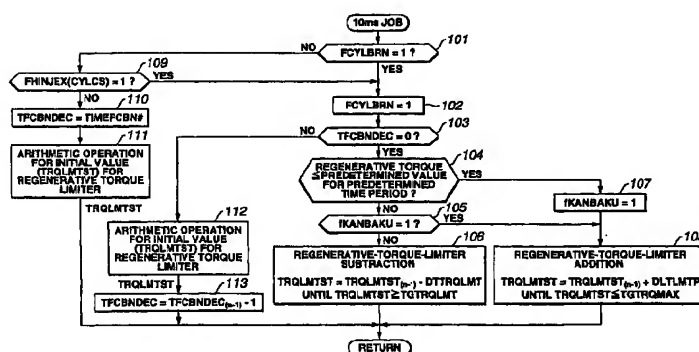 10ms JOB
101
FCYLBRN = 1 ?
NO
YES
109
FHINJEX(CYLCS) = 1 ?
YES
NO
110
TFCBNDEC = TIMEFCBN#
111
ARITHMETIC OPERATION
FOR INITIAL VALUE
(TRQLMTST) FOR
REGENERATIVE TORQUE
LIMITER
TRQLMTST
FCYLBRN = 1
102
103
TFCBNDEC = 0 ?
NO
YES
104
REGENERATIVE TORQUE
≦PREDETERMINED VALUE
FOR PREDETERMINED
TIME PERIOD ?
YES
NO
107
fKANBAKU = 1
105
fKANBAKU = 1 ?
YES
NO
112
ARITHMETIC OPERATION
FOR INITIAL VALUE
(TRQLMTST) FOR
REGENERATIVE TORQUE
LIMITER
TRQLMTST
113
TFCBNDEC = TFCBNDEC(n-1) - 1
106
REGENERATIVE-TORQUE-LIMITER
SUBTRACTION
TRQLMTST = TRQLMTST(n-1) - DTTRQLMT
UNTIL TRQLMTST≧TGTRQLMT
REGENERATIVE-TORQUE-LIMITER
ADDITION
TRQLMTST = TRQLMTST(n-1) + DLTLMTP
UNTIL TRQLMTST≦TGTRQMAX
RETURN